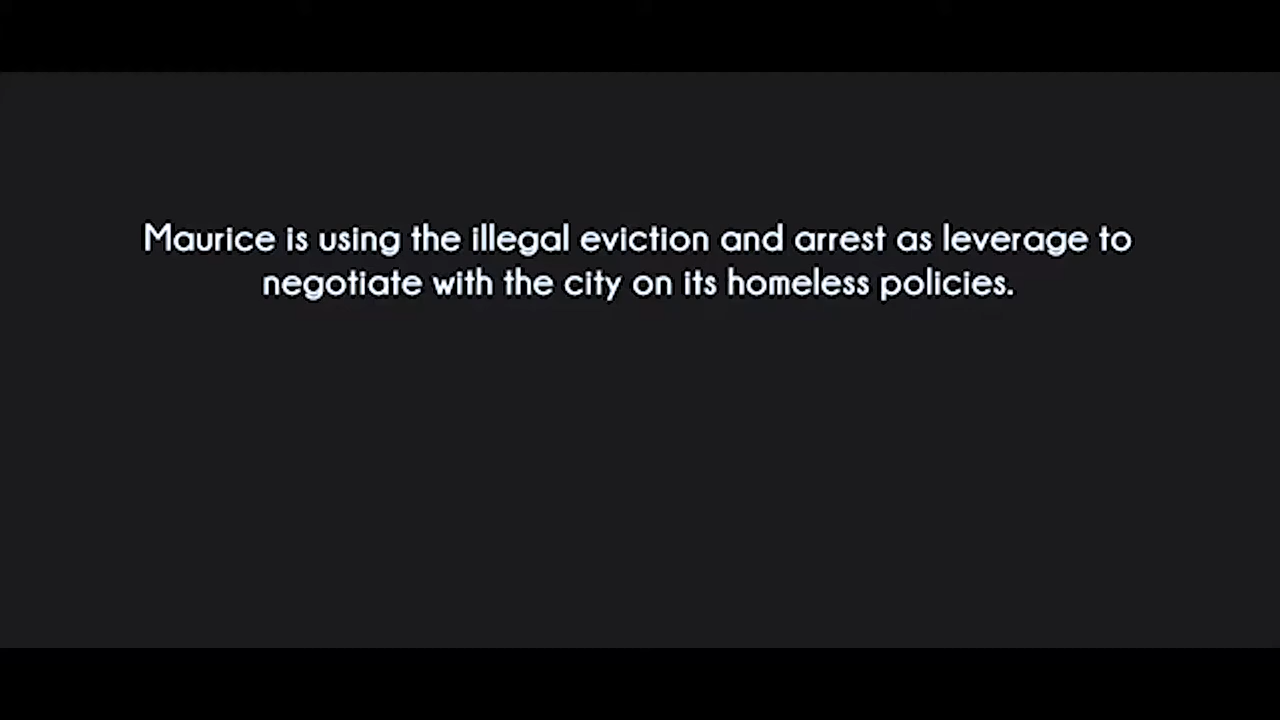 Maurice is using the illegal eviction and arrest as leverage to
negotiate with the city on its homeless policies.